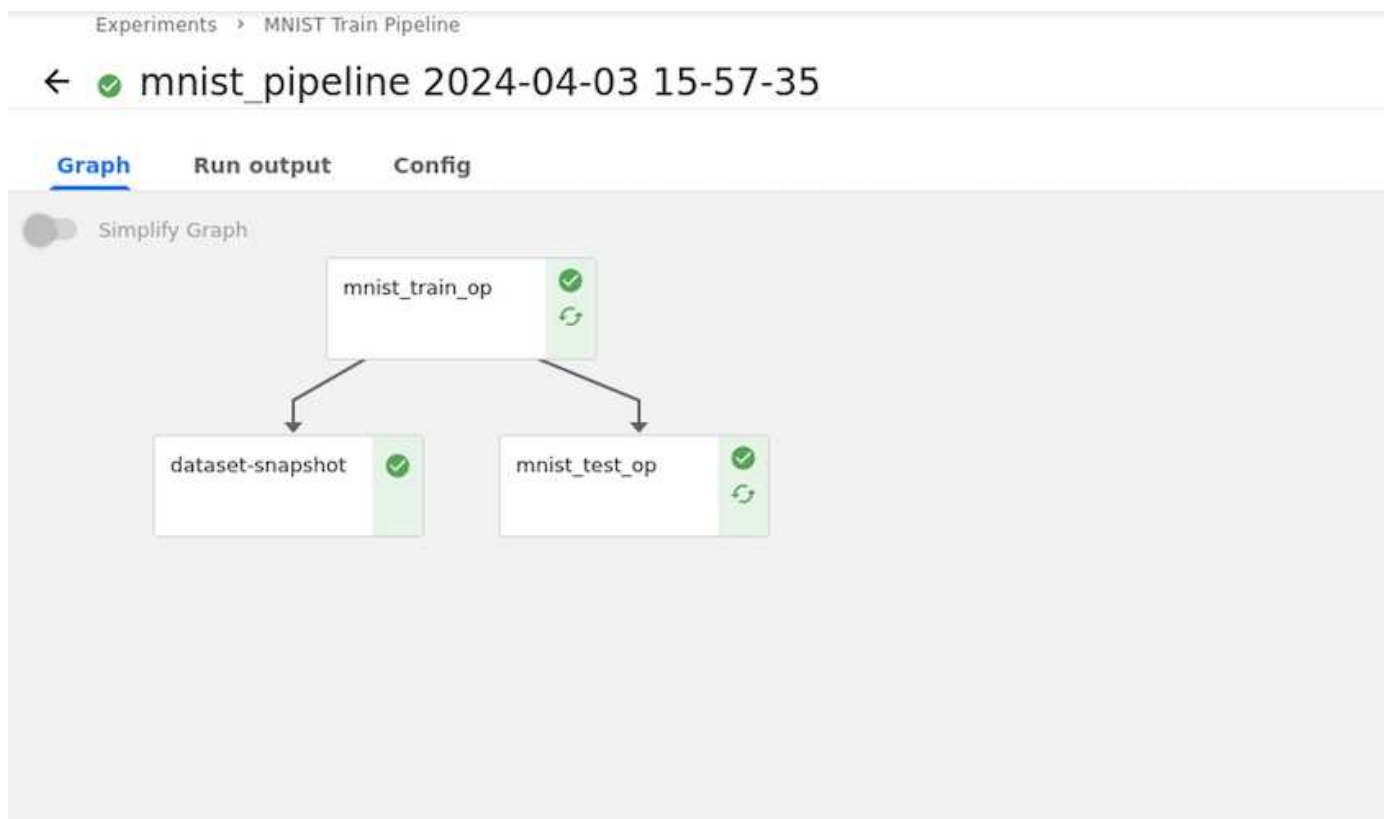 Experiments > MNIST Train Pipeline
mnist_pipeline 2024-04-03 15-57-35
Graph Run output Config
Simplify Graph
mnist_train_op
dataset-snapshot mnist_test_op